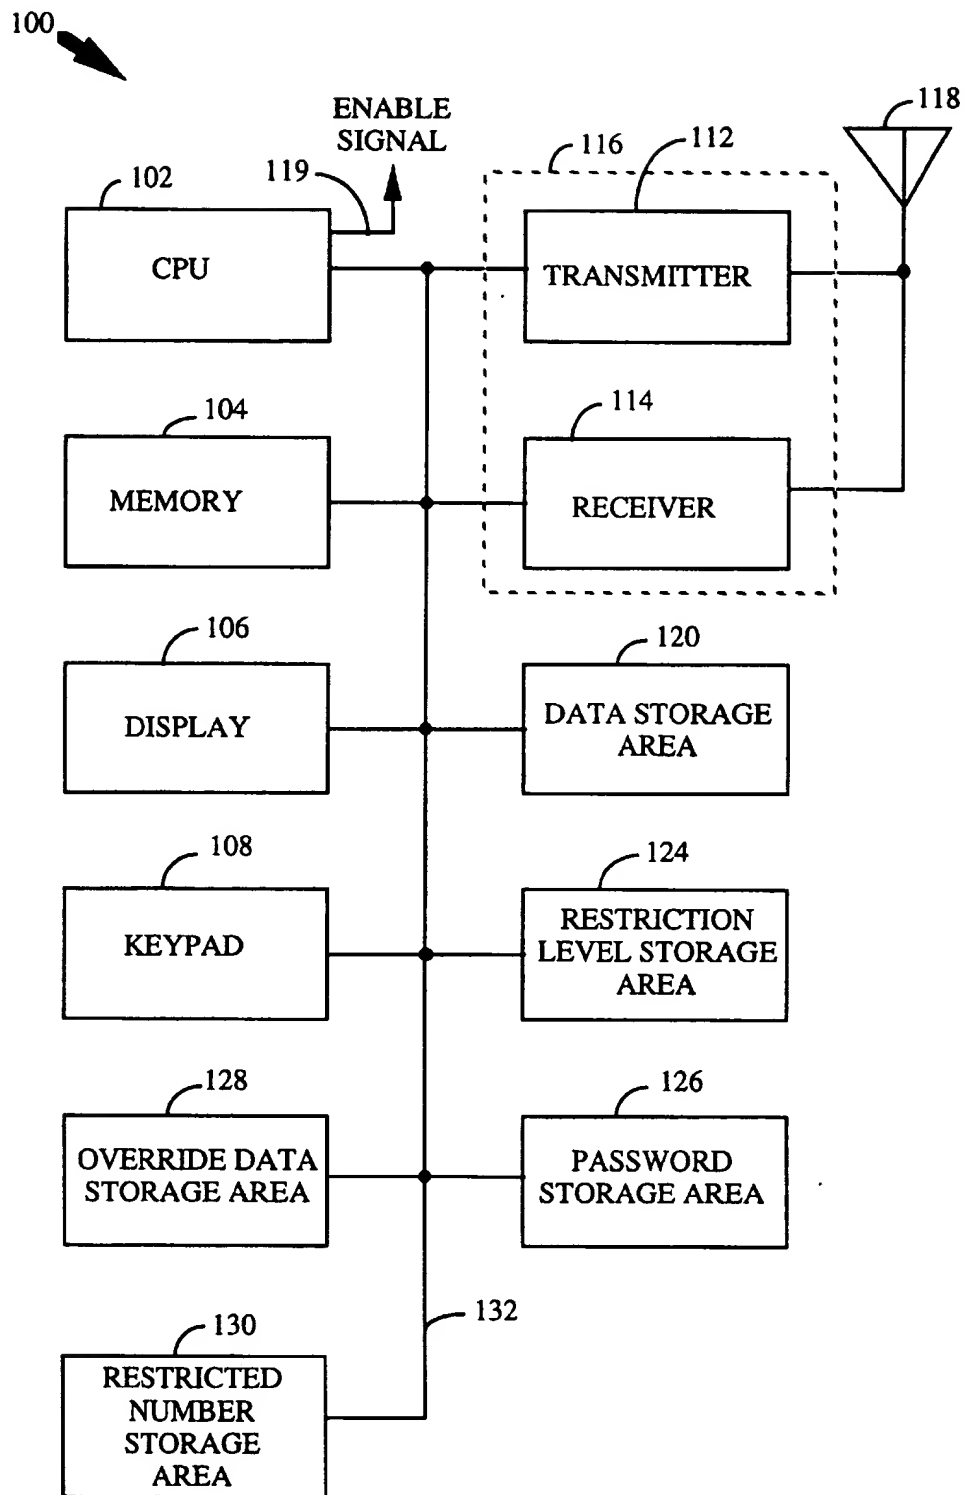 100
ENABLE
SIGNAL
118
116
112
119
102
CPU
TRANSMITTER
104
114
MEMORY
RECEIVER
106
120
DISPLAY
DATA STORAGE
AREA
108
124
KEYPAD
RESTRICTION
LEVEL STORAGE
AREA
128
126
OVERRIDE DATA
STORAGE AREA
PASSWORD
STORAGE AREA
132
130
RESTRICTED
NUMBER
STORAGE
AREA